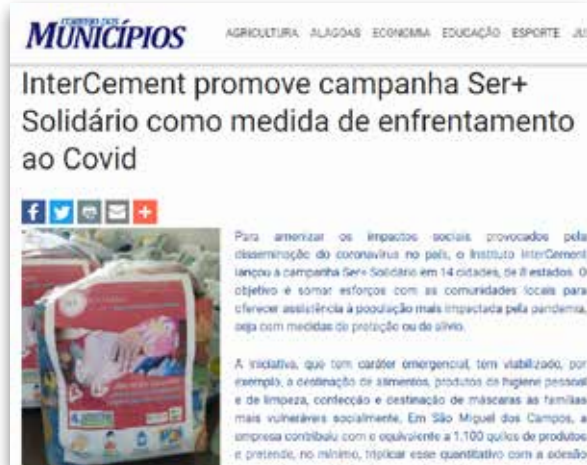 CORREIO DOS
MUNICÍPIOS
AGRICULTURA ALAGOAS ECONOMIA EDUCAÇÃO ESPORTE
InterCement promove campanha Ser+
Solidário como medida de enfrentamento
ao Covid
Para amenizar os impactos sociais provocados pela
disseminação do coronavírus no país, o Instituto InterCement
lançou a campanha Ser+ Solidário em 14 cidades, de 8 estados. O
objetivo é somar esforços com as comunidades locais para
oferecer assistência à população mais impactada pela pandemia,
seja com medidas de proteção ou de alívio.
A iniciativa, que tem caráter emergencial, tem viabilizado, por
exemplo, a destinação de alimentos, produtos de higiene pessoal
e de limpeza, confecção e destinação de máscaras as famílias
mais vulneráveis socialmente. Em São Miguel dos Campos, a
empresa contribuiu com o equivalente a 1.100 quilos de produtos
e pretende, no mínimo, triplicar esse quantitativo com a adesão